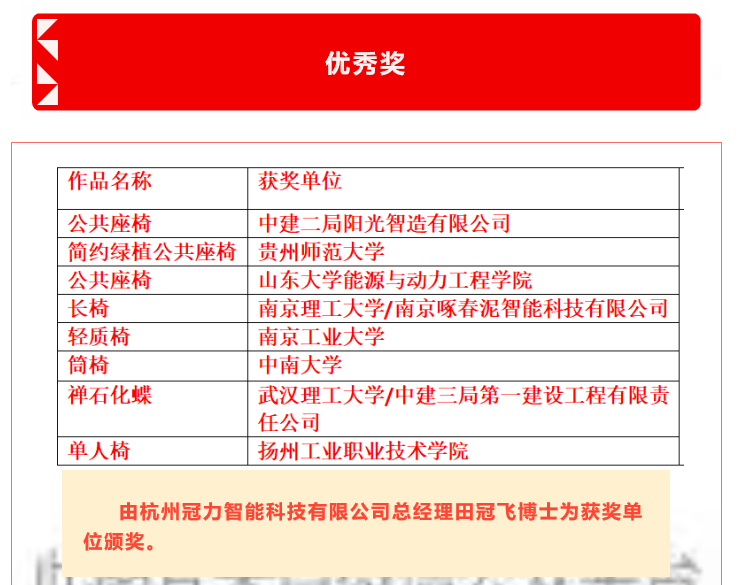 优秀奖
作品名称 获奖单位
公共座椅 中建二局阳光智造有限公司
简约绿植公共座椅 贵州师范大学
公共座椅 山东大学能源与动力工程学院
长椅 南京理工大学/南京啄春泥智能科技有限公司
轻质椅 南京工业大学
筒椅 中南大学
禅石化蝶 武汉理工大学/中建三局第一建设工程有限责
任公司
单人椅 扬州工业职业技术学院
由杭州冠力智能科技有限公司总经理田冠飞博士为获奖单
位颁奖。